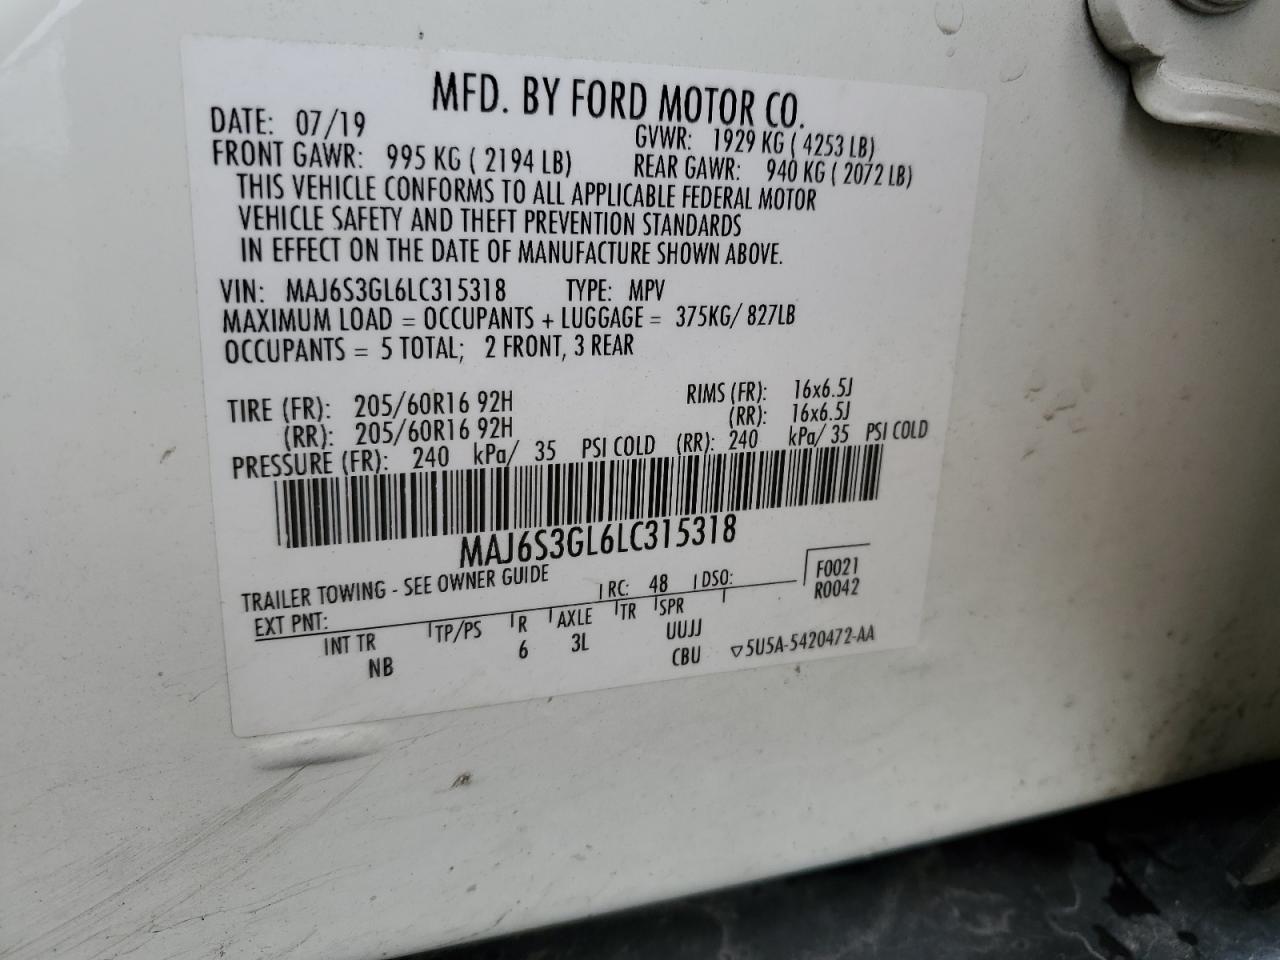 MFD. BY FORD MOTOR CO.
DATE: 07/19 GVWR: 1929 KG ( 4253 LB)
FRONT GAWR: 995 KG ( 2194 LB) REAR GAWR: 940 KG ( 2072 LB)
THIS VEHICLE CONFORMS TO ALL APPLICABLE FEDERAL MOTOR
VEHICLE SAFETY AND THEFT PREVENTION STANDARDS
IN EFFECT ON THE DATE OF MANUFACTURE SHOWN ABOVE.
VIN: MAJ6S3GL6LC315318 TYPE: MPV
MAXIMUM LOAD = OCCUPANTS + LUGGAGE = 375KG/ 827LB
OCCUPANTS = 5 TOTAL; 2 FRONT, 3 REAR
TIRE (FR): 205/60R16 92H RIMS (FR): 16x6.5J
(RR): 205/60R16 92H (RR): 16x6.5J
PRESSURE (FR): 240 kPa/ 35 PSI COLD (RR): 240 kPa/ 35 PSI COLD
MAJ6S3GL6LC315318
TRAILER TOWING - SEE OWNER GUIDE
EXT PNT: RC: 48 DSO: F0021
R0042
INT TR TP/PS R AXLE TR SPR
NB 6 3L UUJJ
CBU ▽5U5A-5420472-AA